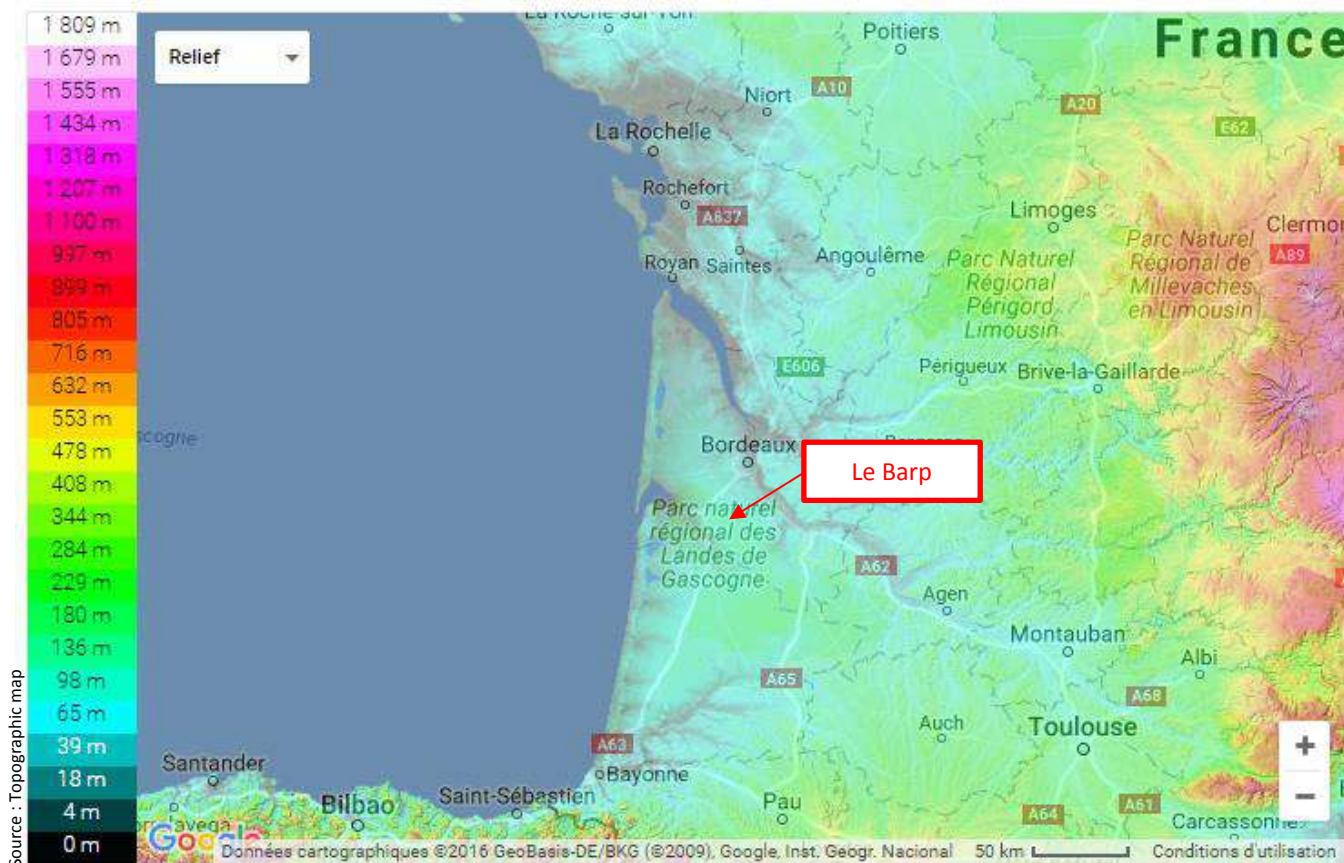 1 809 m
1 679 m
1 555 m
1 434 m
1 318 m
1 207 m
1 100 m
997 m
899 m
805 m
716 m
632 m
553 m
478 m
408 m
344 m
284 m
229 m
180 m
136 m
98 m
65 m
39 m
18 m
4 m
0 m
Source : Topographic map
Relief
La Roche-sur-Yon
Poitiers
France
Niort
A10
A20
E62
La Rochelle
Rochefort
A837
Limoges
Clermon
A89
Royan
Saintes
Angoulême
Parc Naturel
Régional
Périgord
Limousin
Parc Naturel
Régional de
Millevaches
en Limousin
E606
Périgueux
Brive-la-Gaillarde
scogne
Bordeaux
Le Barp
Parc naturel
régional des
Landes de
Gascogne
A62
Agen
Montauban
Albi
A65
A68
Auch
Toulouse
A63
Bayonne
Santander
Bilbao
Saint-Sébastien
Pau
A64
A61
Carcassonne
+
−
Google
Données cartographiques ©2016 GeoBasis-DE/BKG (©2009), Google, Inst. Geogr. Nacional
50 km
Conditions d'utilisation